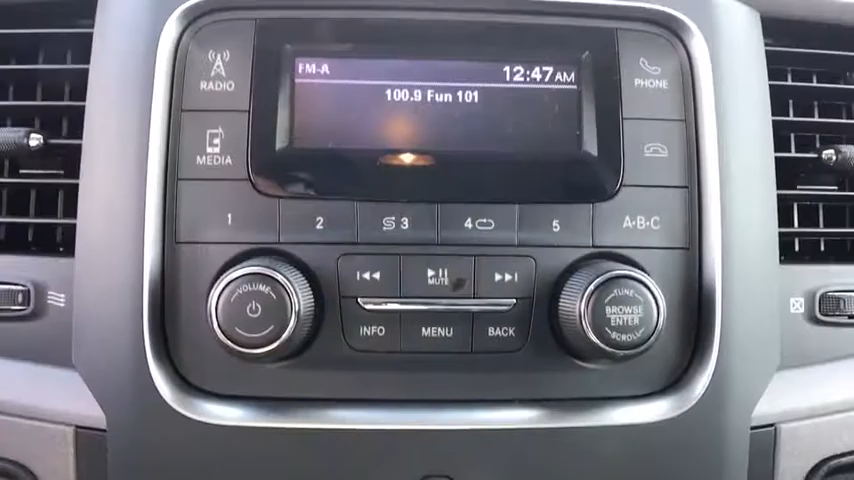 RADIO
FM-A
12:47AM
PHONE
100.9 Fun 101
MEDIA
1
2
3
4
5
A•B•C
VOLUME
MUTE
TUNE
BROWSE
ENTER
SCROLL
INFO
MENU
BACK